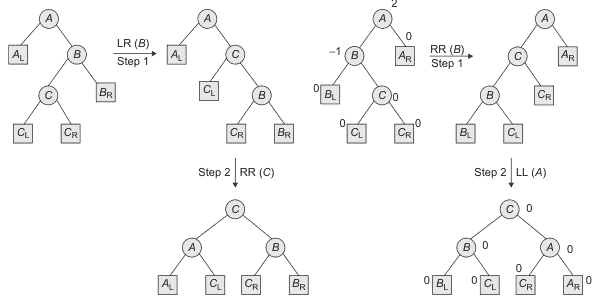 A
A_L
B
C
B_R
C_L
C_R
LR (B)
Step 1
A
A_L
C
C_L
B
C_R
B_R
2
A
0
–1
B
A_R
0
B_L
C
0
0
C_L
C_R
0
RR (B)
Step 1
A
C
A_R
B
C_R
B_L
C_L
Step 2 RR (C)
C
A
B
A_L
C_L
C_R
B_R
Step 2 LL (A)
C
0
B
0
A
0
0
B_L
0
C_L
0
C_R
A_R
0